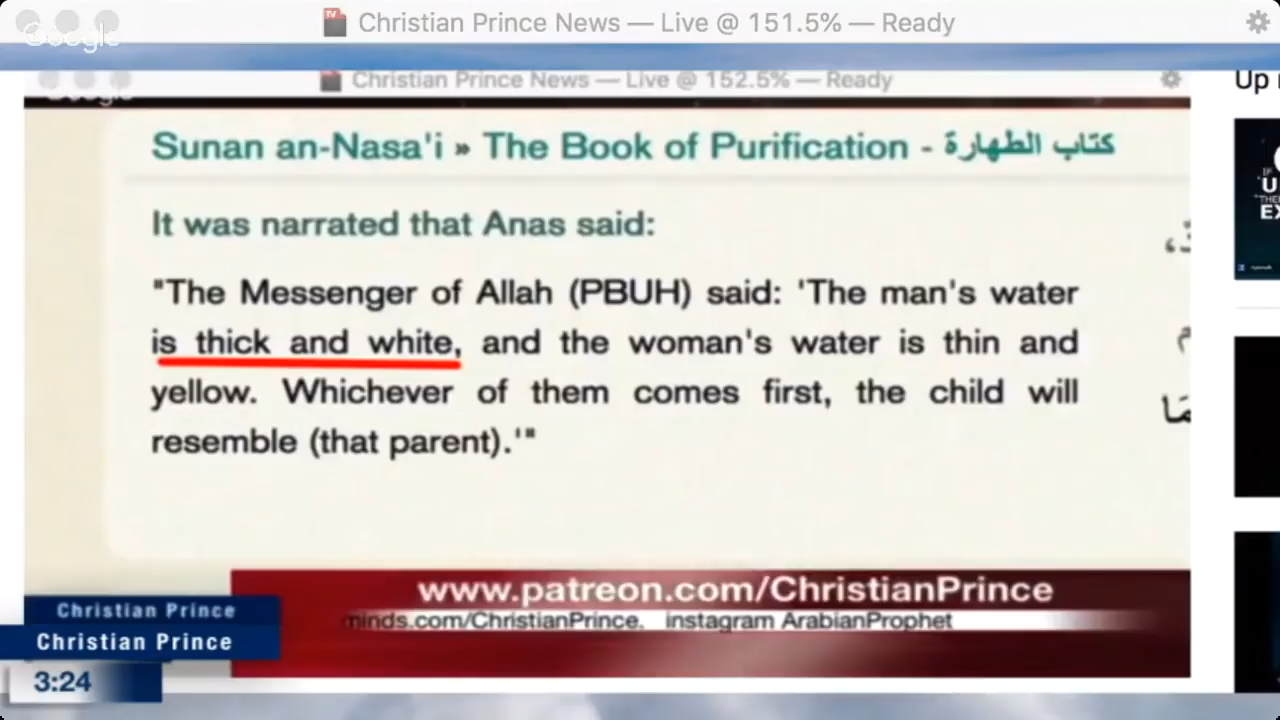 Christian Prince News — Live @ 151.5% — Ready
Google
Christian Prince News — Live @ 152.5% — Ready
Up
Sunan an-Nasa'i » The Book of Purification - كتاب الطهارة
It was narrated that Anas said:
"The Messenger of Allah (PBUH) said: 'The man's water
is thick and white, and the woman's water is thin and
yellow. Whichever of them comes first, the child will
resemble (that parent).'"
www.patreon.com/ChristianPrince
minds.com/ChristianPrince. instagram ArabianProphet
Christian Prince
Christian Prince
3:24